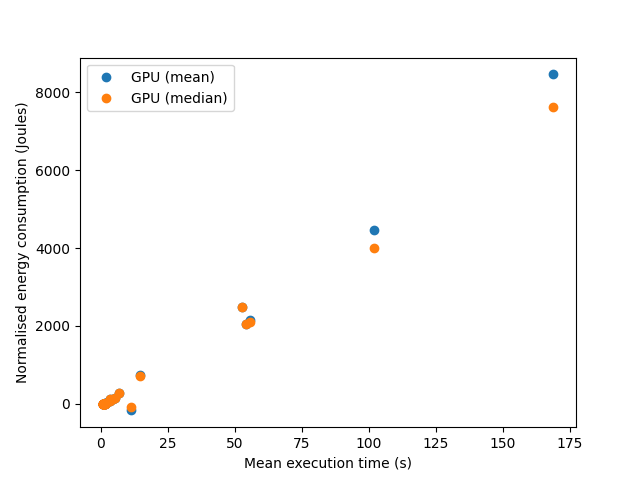 GPU (mean)
GPU (median)
8000
6000
4000
2000
0
Normalised energy consumption (Joules)
0 25 50 75 100 125 150 175
Mean execution time (s)